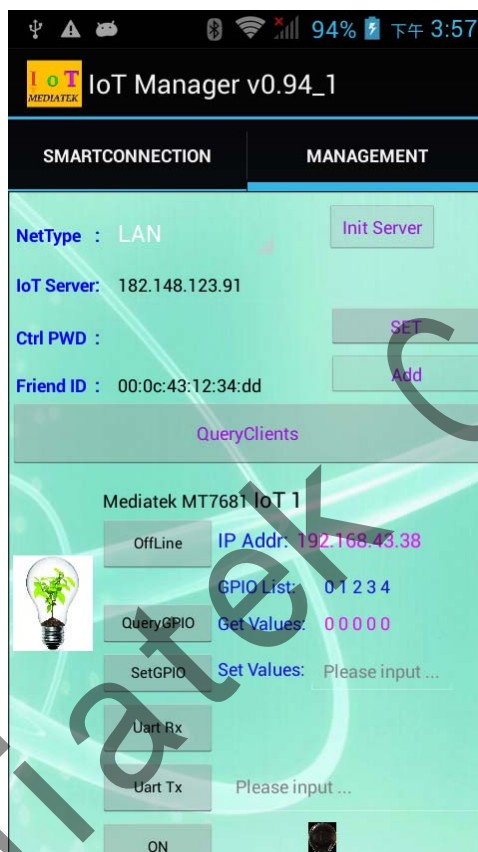 94% 下午 3:57
I o T
MEDIATEK
IoT Manager v0.94_1
SMARTCONNECTION MANAGEMENT
NetType : LAN Init Server
IoT Server: 182.148.123.91
SET
Ctrl PWD :
Add
Friend ID : 00:0c:43:12:34:dd
QueryClients
Mediatek MT7681 IoT 1
OffLine IP Addr: 192.168.43.38
GPIO List: 0 1 2 3 4
QueryGPIO Get Values: 0 0 0 0 0
SetGPIO Set Values: Please input ...
Uart Rx
Uart Tx Please input ...
ON
iatek C